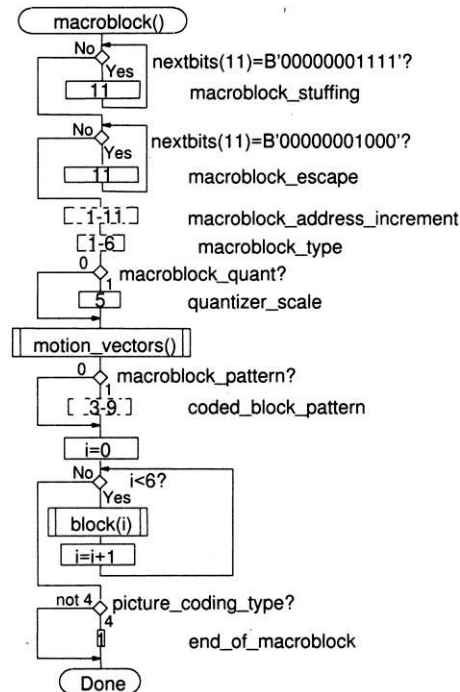 macroblock()
No
nextbits(11)=B'00000001111'?
Yes
11 macroblock_stuffing
No
nextbits(11)=B'00000001000'?
Yes
11 macroblock_escape
1-11 macroblock_address_increment
1-6 macroblock_type
0 macroblock_quant?
1
5 quantizer_scale
motion_vectors()
0 macroblock_pattern?
1
3-9 coded_block_pattern
i=0
No i<6?
Yes
block(i)
i=i+1
not 4 picture_coding_type?
4
1 end_of_macroblock
Done